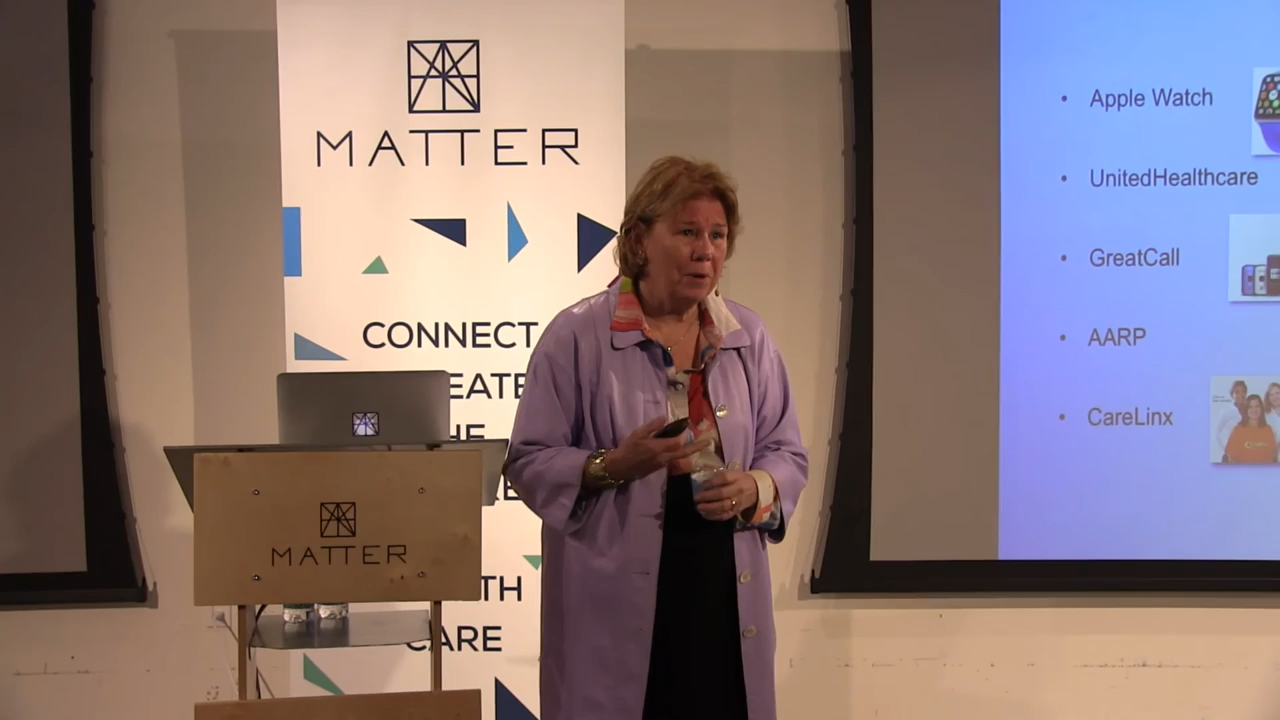 MATTER
CONNECT
EATE
HE
TH
CARE
MATTER
• Apple Watch
• UnitedHealthcare
• GreatCall
• AARP
• CareLinx